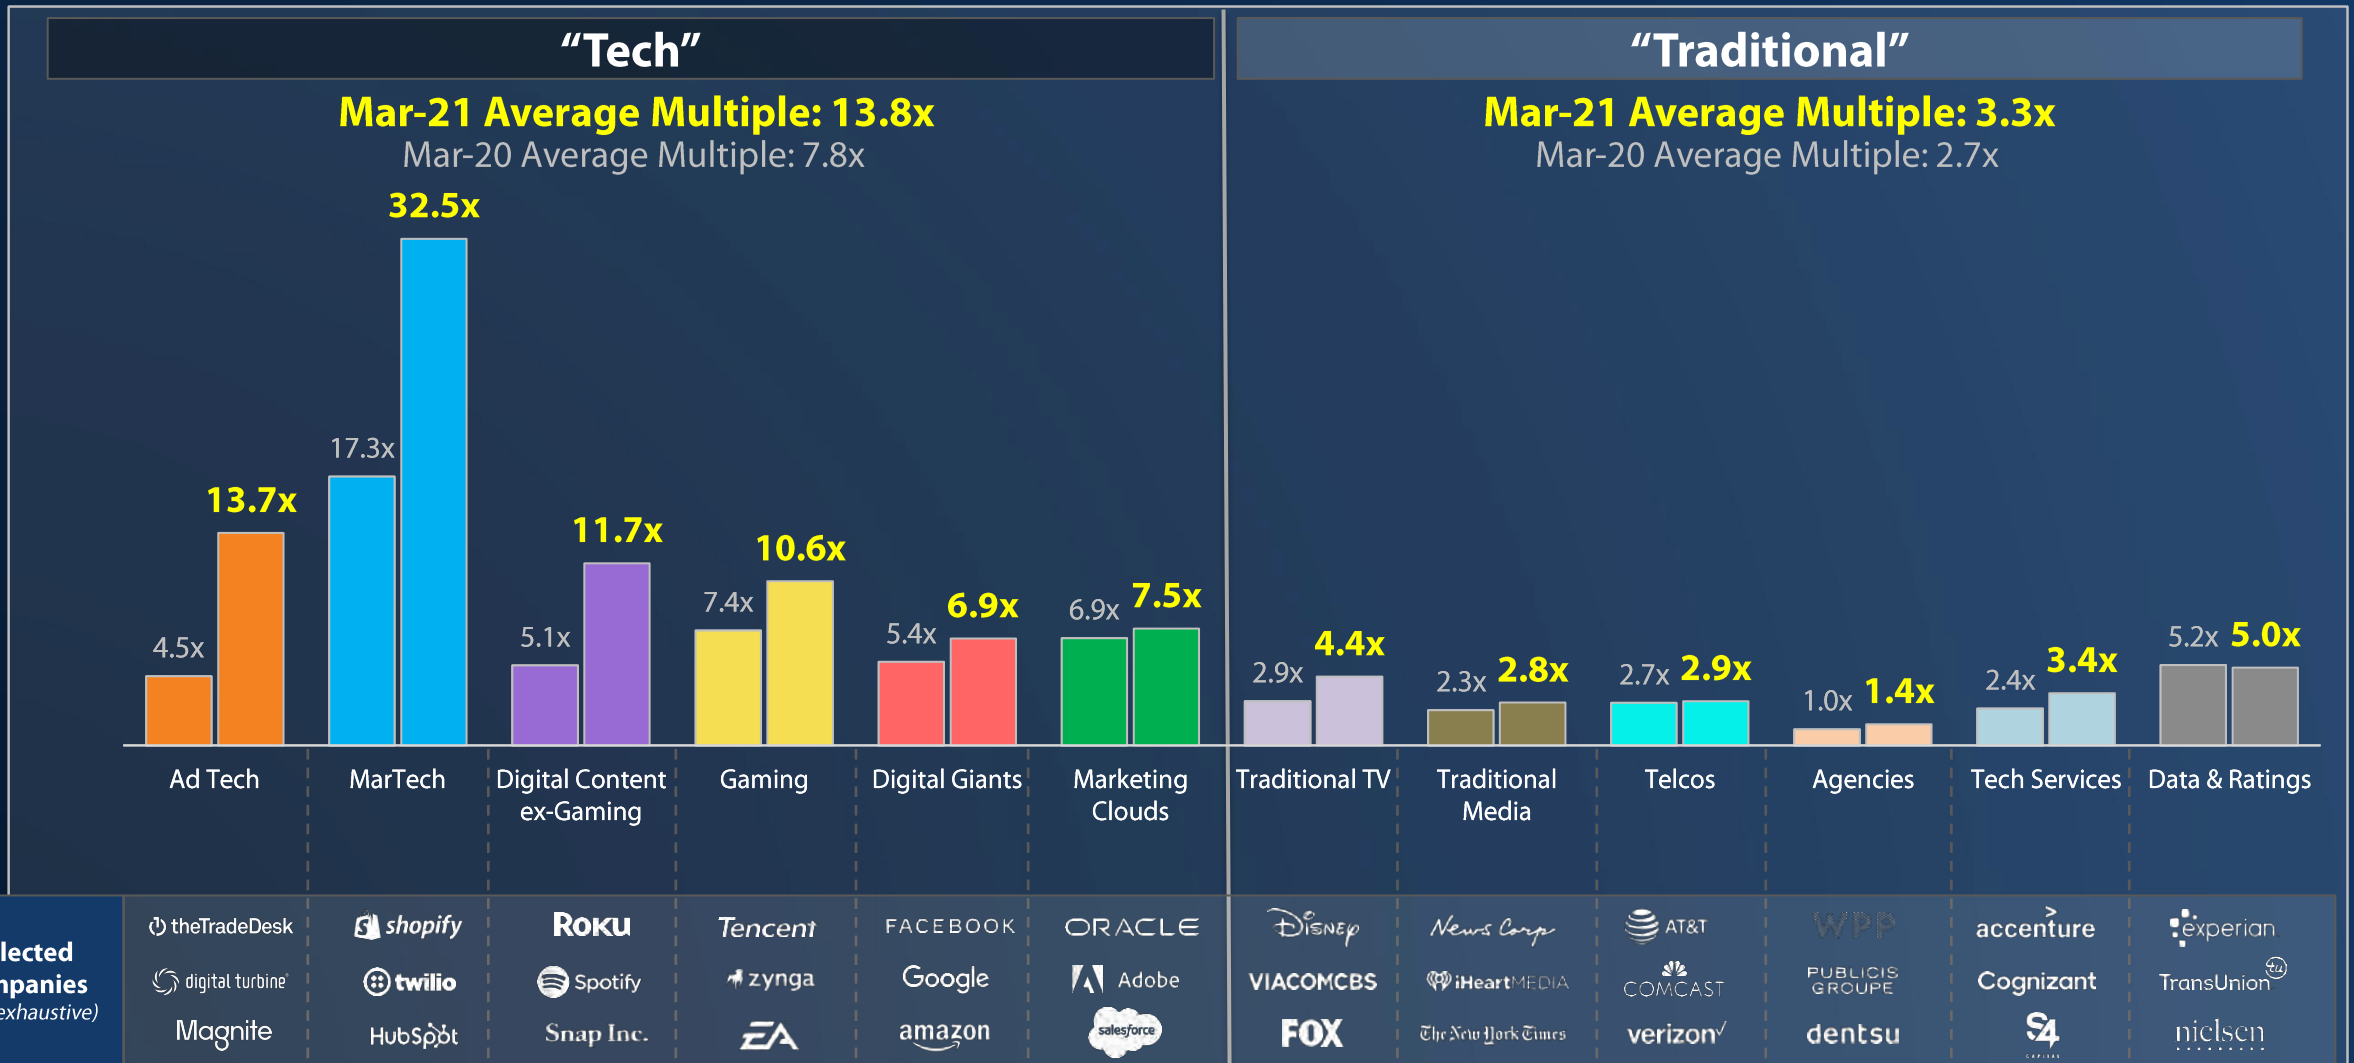 “Tech”
“Traditional”
Mar-21 Average Multiple: 13.8x
Mar-20 Average Multiple: 7.8x
Mar-21 Average Multiple: 3.3x
Mar-20 Average Multiple: 2.7x
4.5x 13.7x
17.3x 32.5x
5.1x 11.7x
7.4x 10.6x
5.4x 6.9x
6.9x 7.5x
2.9x 4.4x
2.3x 2.8x
2.7x 2.9x
1.0x 1.4x
2.4x 3.4x
5.2x 5.0x
Ad Tech
MarTech
Digital Content
ex-Gaming
Gaming
Digital Giants
Marketing
Clouds
Traditional TV
Traditional
Media
Telcos
Agencies
Tech Services
Data & Ratings
lected
mpanies
exhaustive)
theTradeDesk
digital turbine
Magnite
shopify
twilio
HubSpot
ROKU
Spotify
Snap Inc.
Tencent
zynga
EA
FACEBOOK
Google
amazon
ORACLE
Adobe
salesforce
DISNEY
VIACOMCBS
FOX
News Corp
iHeartMEDIA
The New York Times
AT&T
COMCAST
verizon✓
WPP
PUBLICIS
GROUPE
dentsu
accenture
Cognizant
S4
CAPITAL
experian
TransUnion tu
nielsen